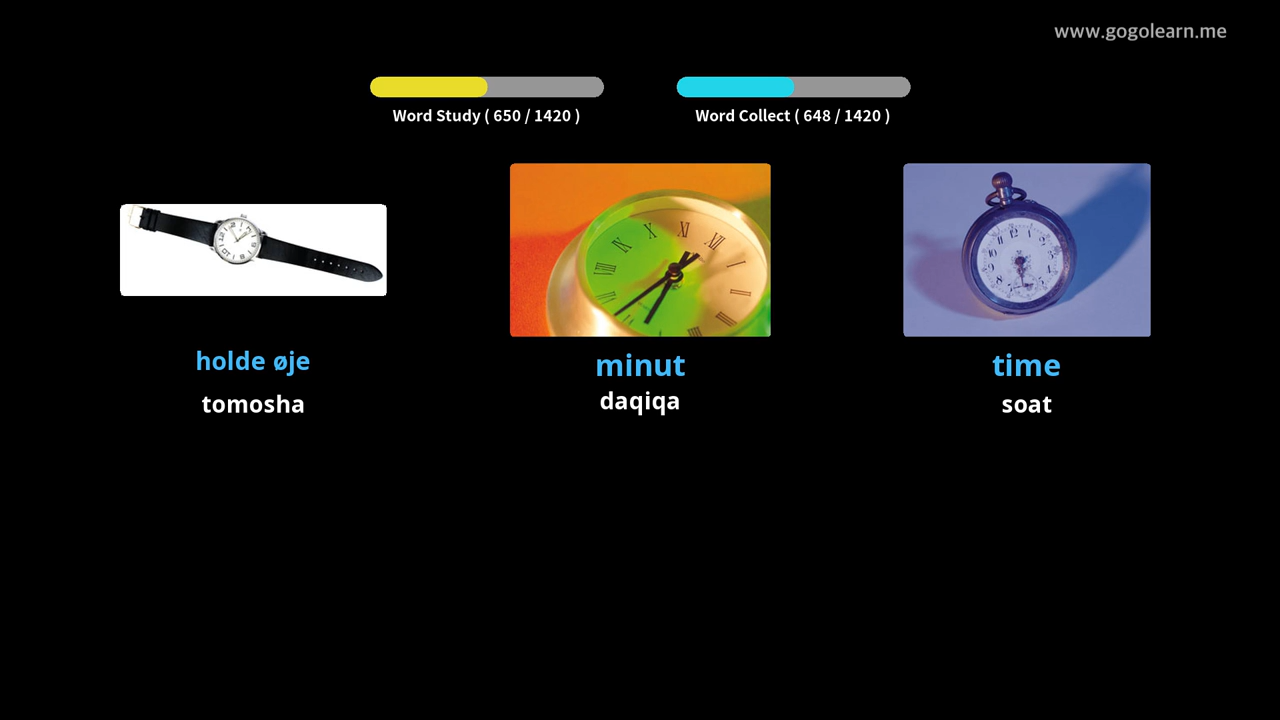 www.gogolearn.me
Word Study ( 650 / 1420 )
Word Collect ( 648 / 1420 )
holde øje
tomosha
minut
daqiqa
time
soat